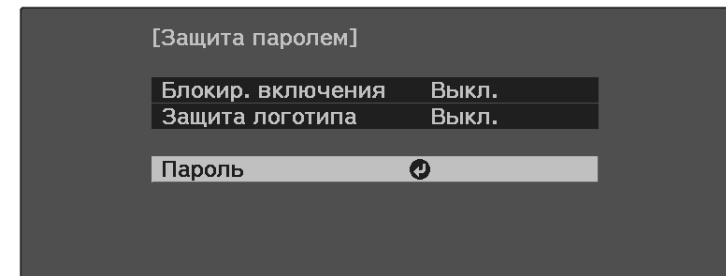 [Защита паролем]
Блокир. включения Выкл.
Защита логотипа Выкл.
Пароль